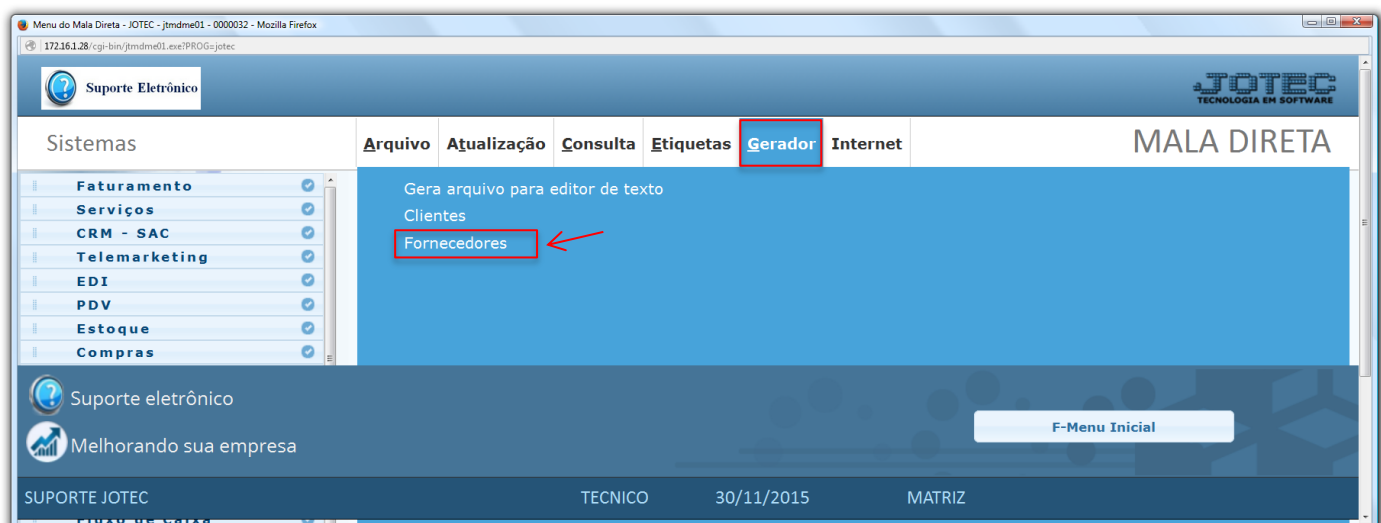 Menu do Mala Direta - JOTEC - jtmdme01 - 0000032 - Mozilla Firefox
172.16.1.28/cgi-bin/jtmdme01.exe?PROG=jotec
Suporte Eletrônico
JOTEC
TECNOLOGIA EM SOFTWARE
Sistemas
Arquivo Atualização Consulta Etiquetas Gerador Internet
MALA DIRETA
Faturamento
Serviços
CRM - SAC
Telemarketing
EDI
PDV
Estoque
Compras
Gera arquivo para editor de texto
Clientes
Fornecedores
Suporte eletrônico
Melhorando sua empresa
F-Menu Inicial
SUPORTE JOTEC TECNICO 30/11/2015 MATRIZ
Fluxo de Caixa